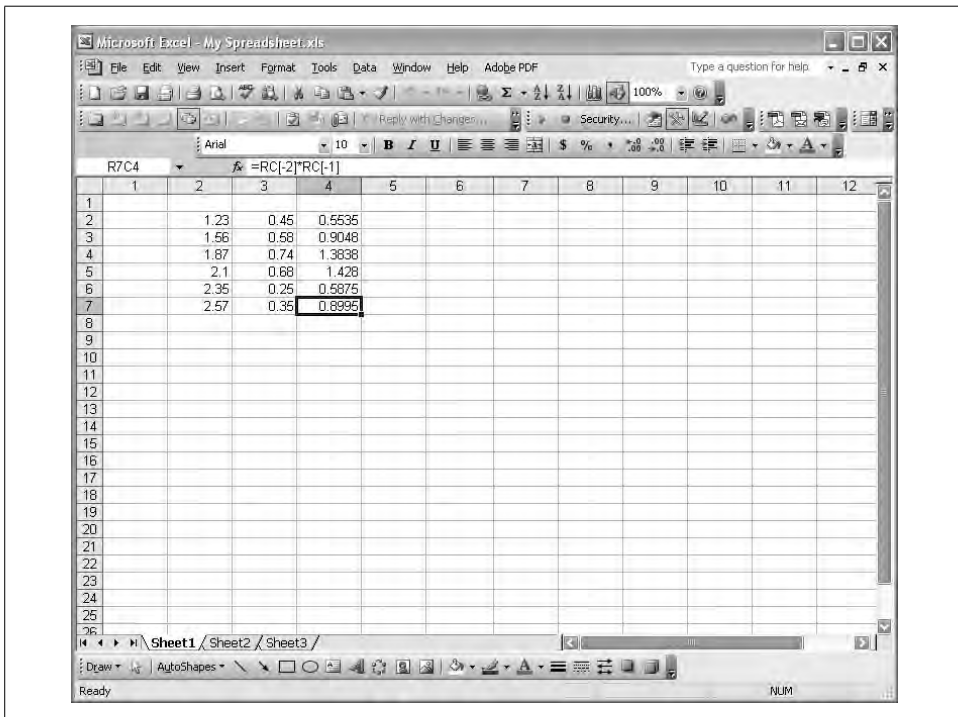 Microsoft Excel - My Spreadsheet.xls
File Edit View Insert Format Tools Data Window Help Adobe PDF Type a question for help
100%
Reply with Changes... Security...
Arial 10 B I U $ % ,
R7C4 fx =RC[-2]*RC[-1]
1 2 3 4 5 6 7 8 9 10 11 12
1
2 1.23 0.45 0.5535
3 1.56 0.58 0.9048
4 1.87 0.74 1.3838
5 2.1 0.68 1.428
6 2.35 0.25 0.5875
7 2.57 0.35 0.8995
8
9
10
11
12
13
14
15
16
17
18
19
20
21
22
23
24
25
26
Sheet1 / Sheet2 / Sheet3 /
Draw AutoShapes
Ready NUM